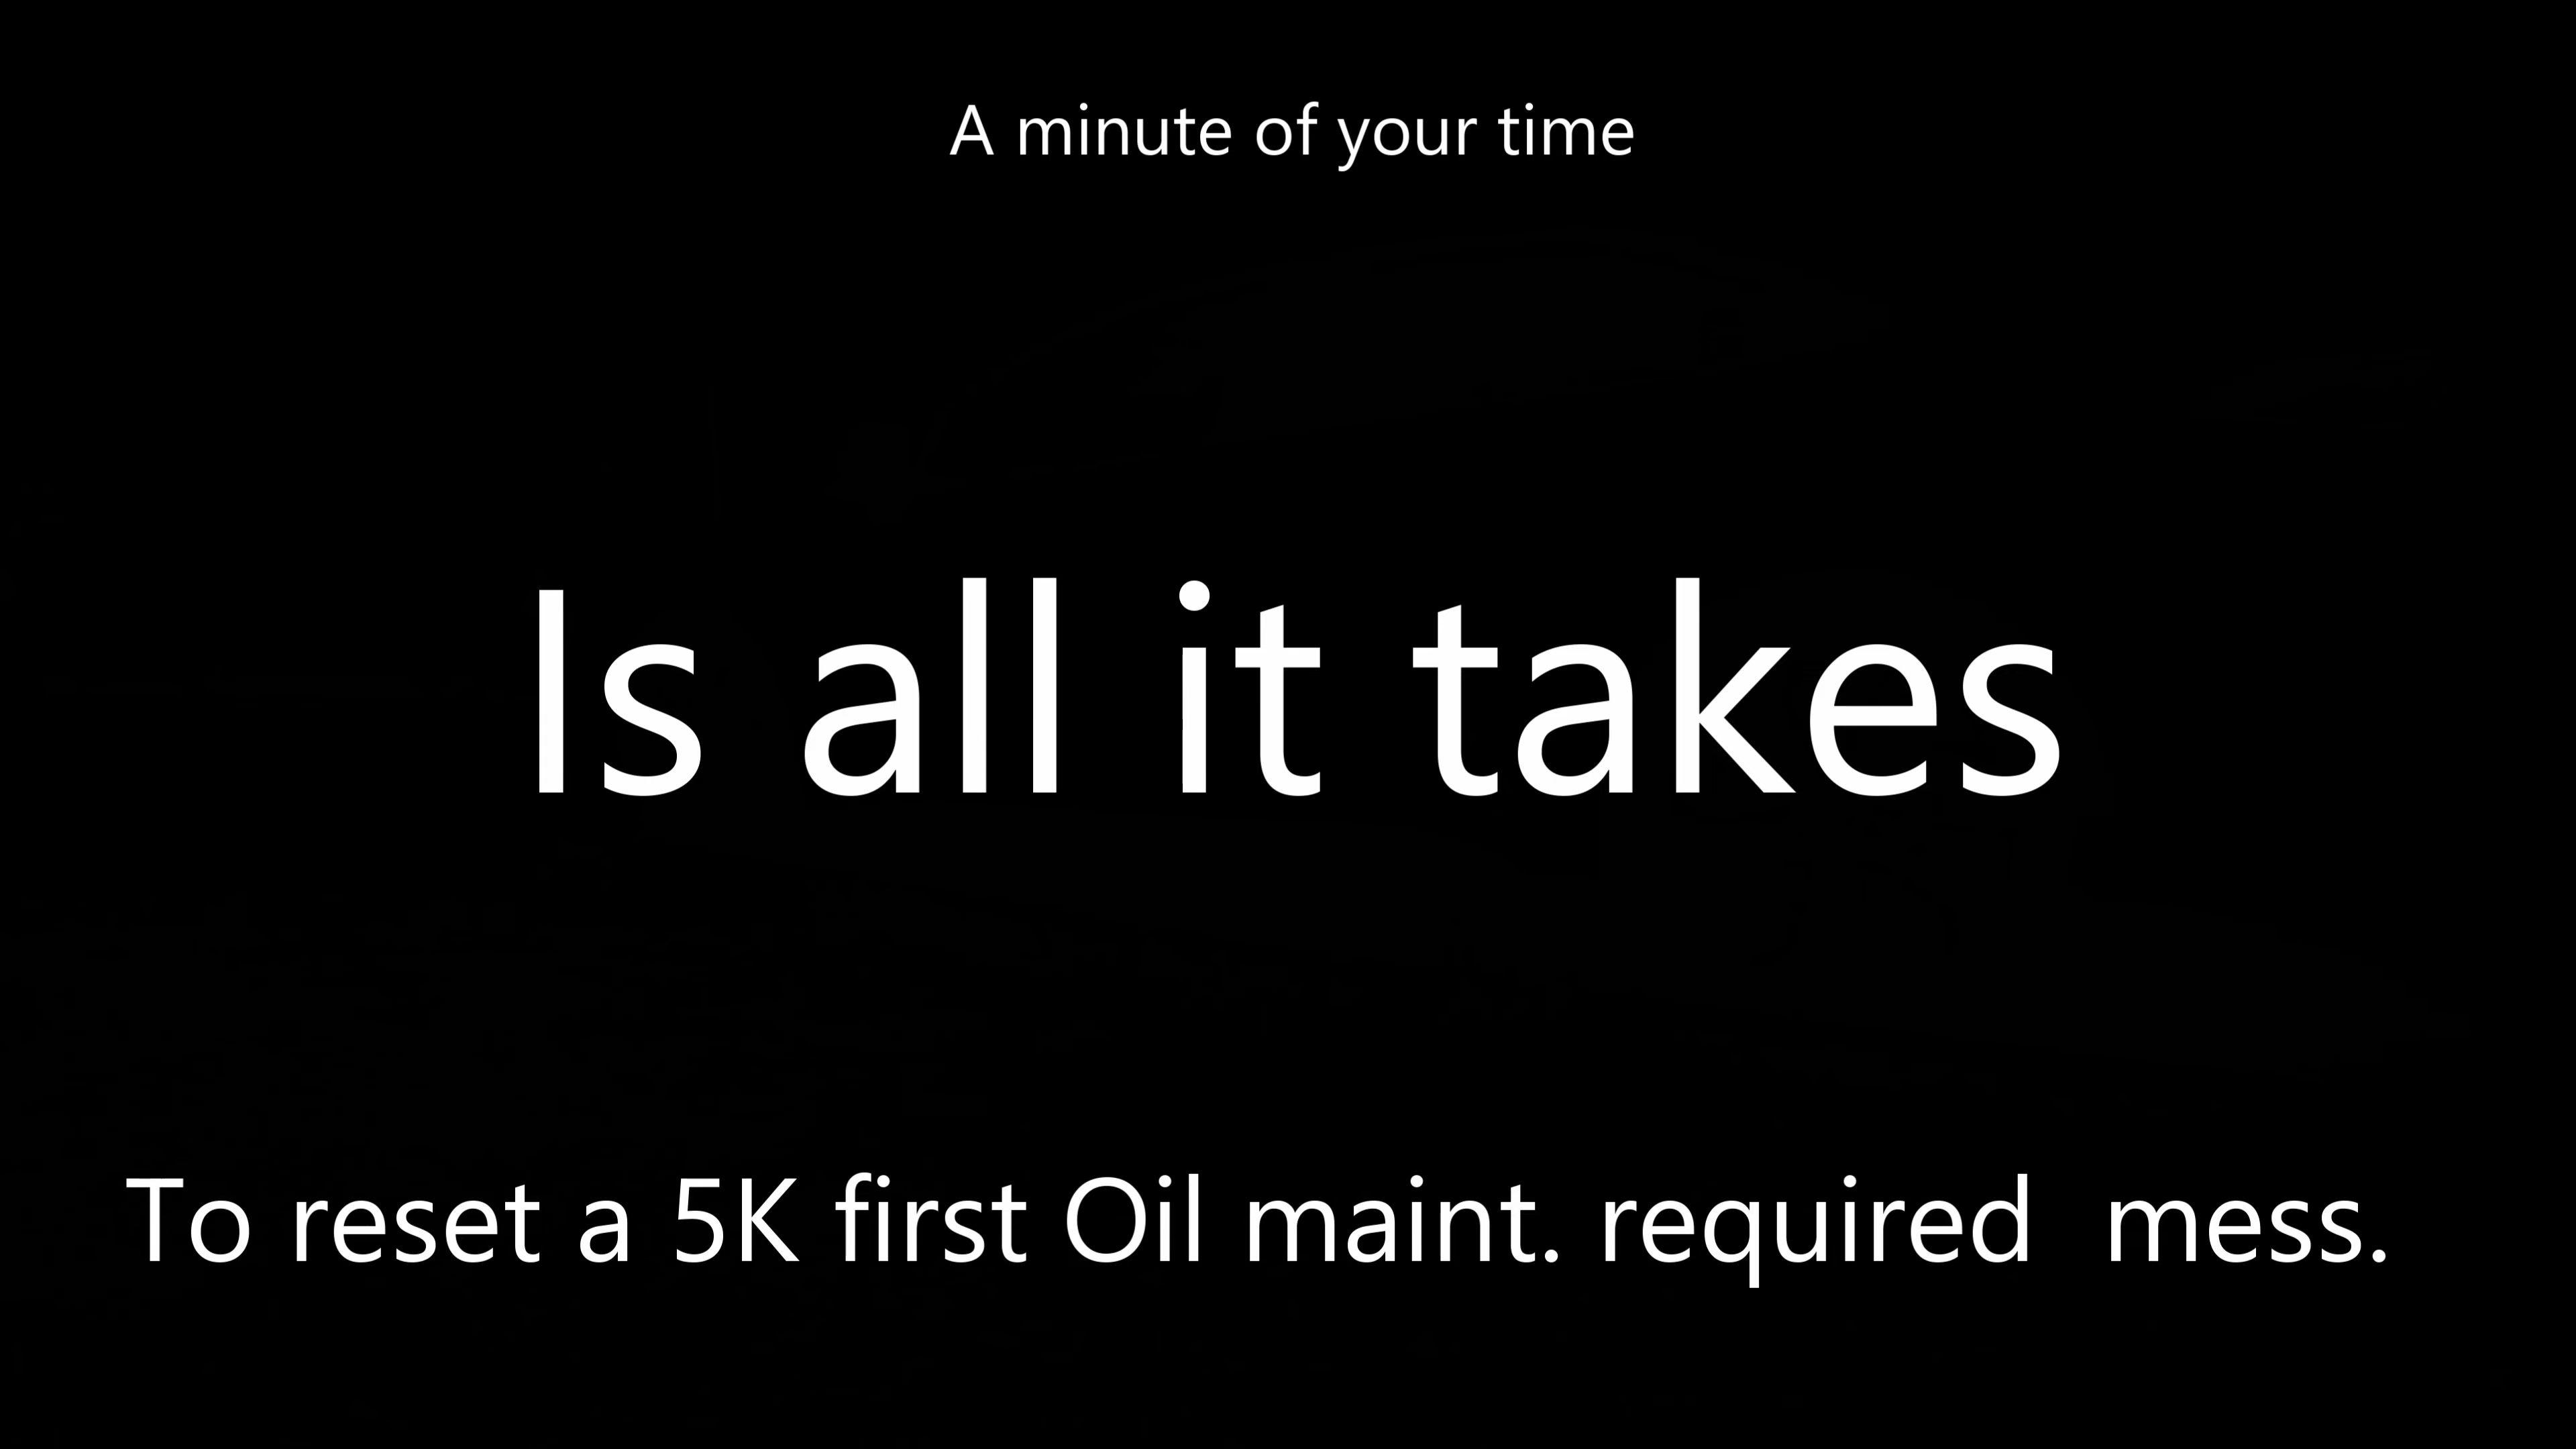 A minute of your time
Is all it takes
To reset a 5K first Oil maint. required  mess.